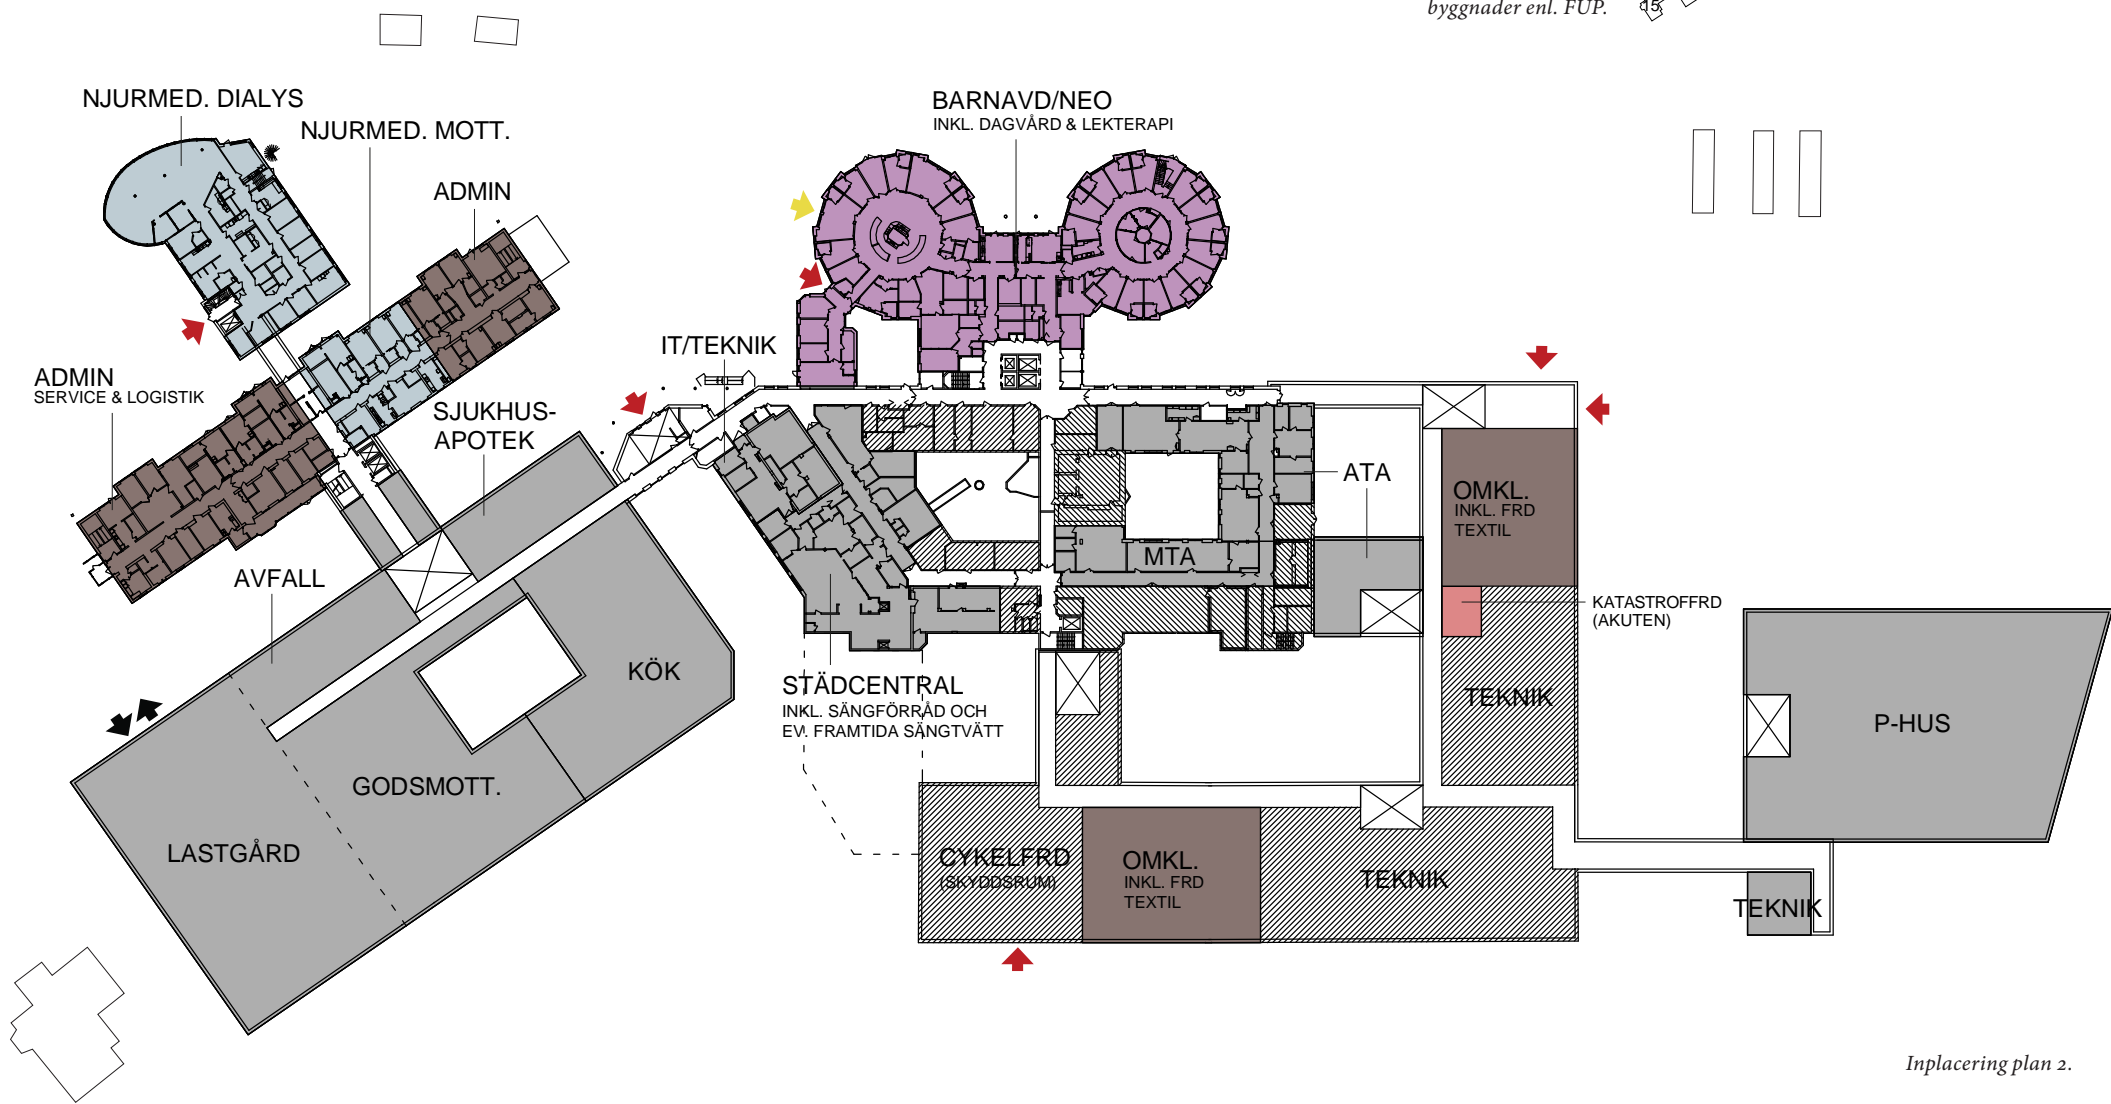 byggnader enl. FUP.
15
NJURMED. DIALYS
NJURMED. MOTT.
ADMIN
BARNAVD/NEO
INKL. DAGVÅRD & LEKTERAPI
ADMIN
SERVICE & LOGISTIK
IT/TEKNIK
SJUKHUS-
APOTEK
AVFALL
ATA
MTA
OMKL.
INKL. FRD
TEXTIL
KATASTROFFRD
(AKUTEN)
KÖK
STÄDCENTRAL
INKL. SÄNGFÖRRÅD OCH
EV. FRAMTIDA SÄNGTVÄTT
TEKNIK
P-HUS
GODSMOTT.
LASTGÅRD
CYKELFRD
(SKYDDSRUM)
OMKL.
INKL. FRD
TEXTIL
TEKNIK
TEKNIK
Inplacering plan 2.